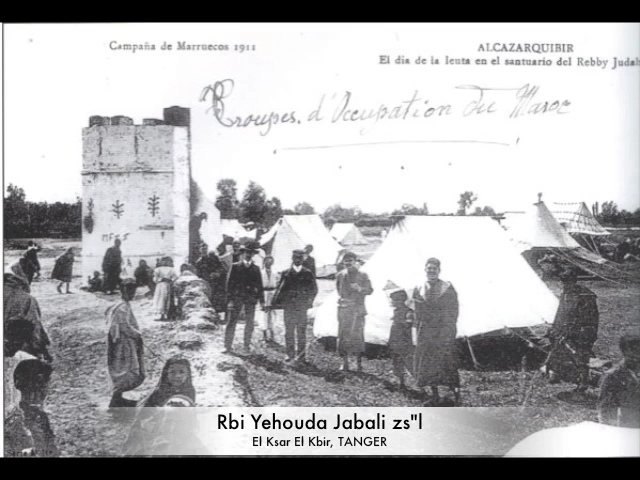 Campaña de Marruecos 1911
ALCAZARQUIBIR
El dia de la leuta en el santuario del Rebby Judah
Troupes. d'Occupation du Maroc
Rbi Yehouda Jabali zs"l
El Ksar El Kbir, TANGER